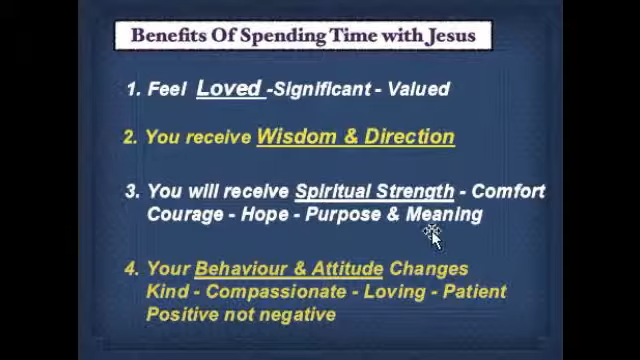 Benefits Of Spending Time with Jesus
1. Feel Loved -Significant - Valued
2. You receive Wisdom & Direction
3. You will receive Spiritual Strength - Comfort
Courage - Hope - Purpose & Meaning
4. Your Behaviour & Attitude Changes
Kind - Compassionate - Loving - Patient
Positive not negative